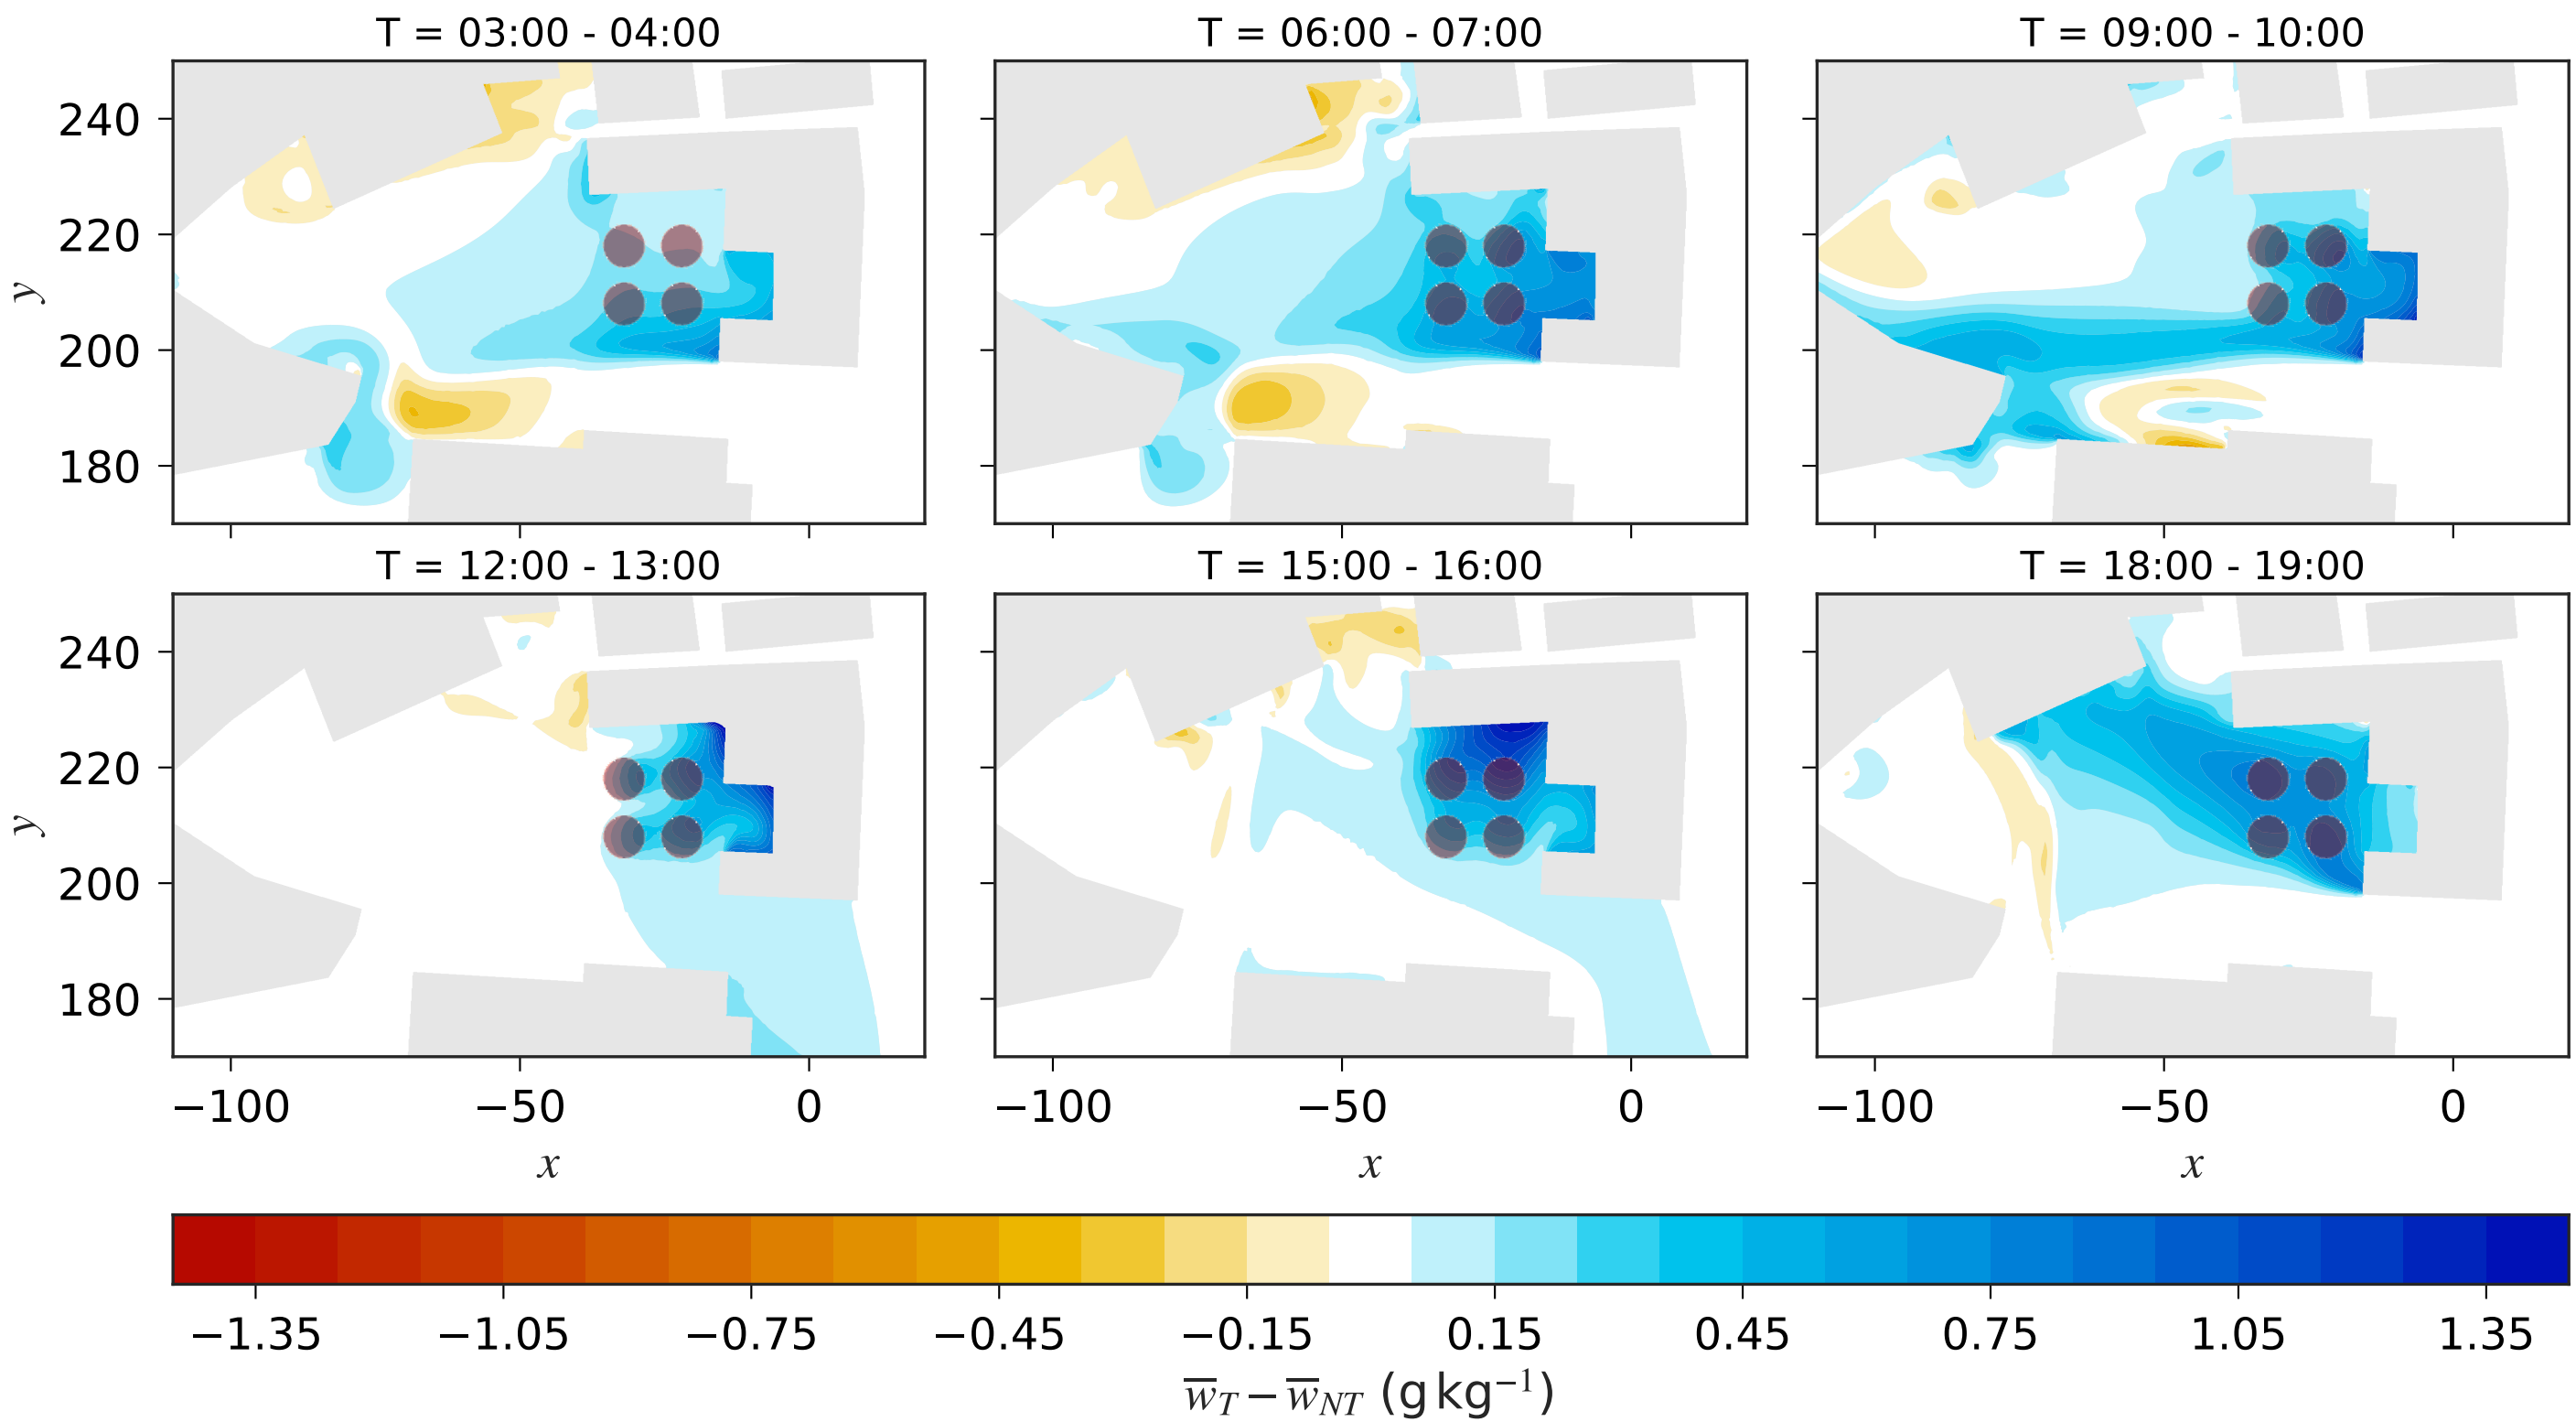 T = 03:00 - 04:00 T = 06:00 - 07:00 T = 09:00 - 10:00
240
220
y
200
180
T = 12:00 - 13:00 T = 15:00 - 16:00 T = 18:00 - 19:00
240
220
y
200
180
−100 −50 0 −100 −50 0 −100 −50 0
x x x
−1.35 −1.05 −0.75 −0.45 −0.15 0.15 0.45 0.75 1.05 1.35
w̅_T − w̅_NT (g kg⁻¹)